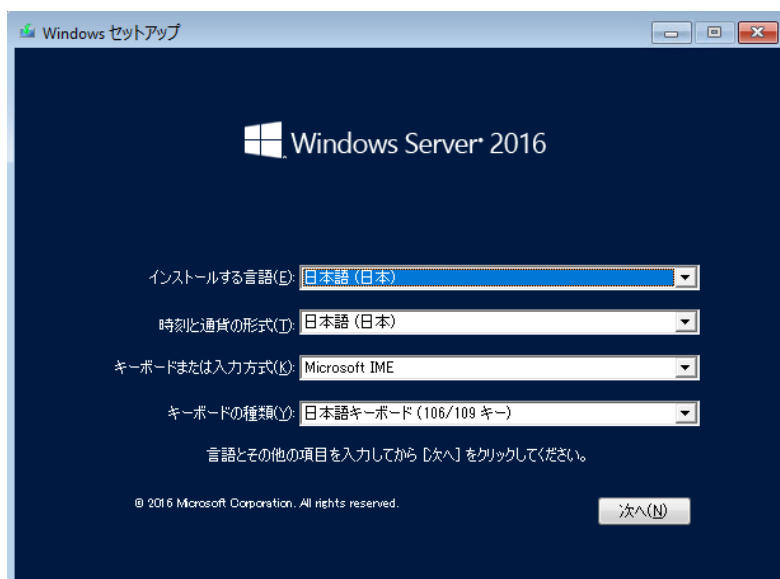 Windows セットアップ
Windows Server 2016
インストールする言語(E): 日本語 (日本)
時刻と通貨の形式(T): 日本語 (日本)
キーボードまたは入力方式(K): Microsoft IME
キーボードの種類(Y): 日本語キーボード (106/109 キー)
言語とその他の項目を入力してから [次へ] をクリックしてください。
© 2016 Microsoft Corporation. All rights reserved.
次へ(N)